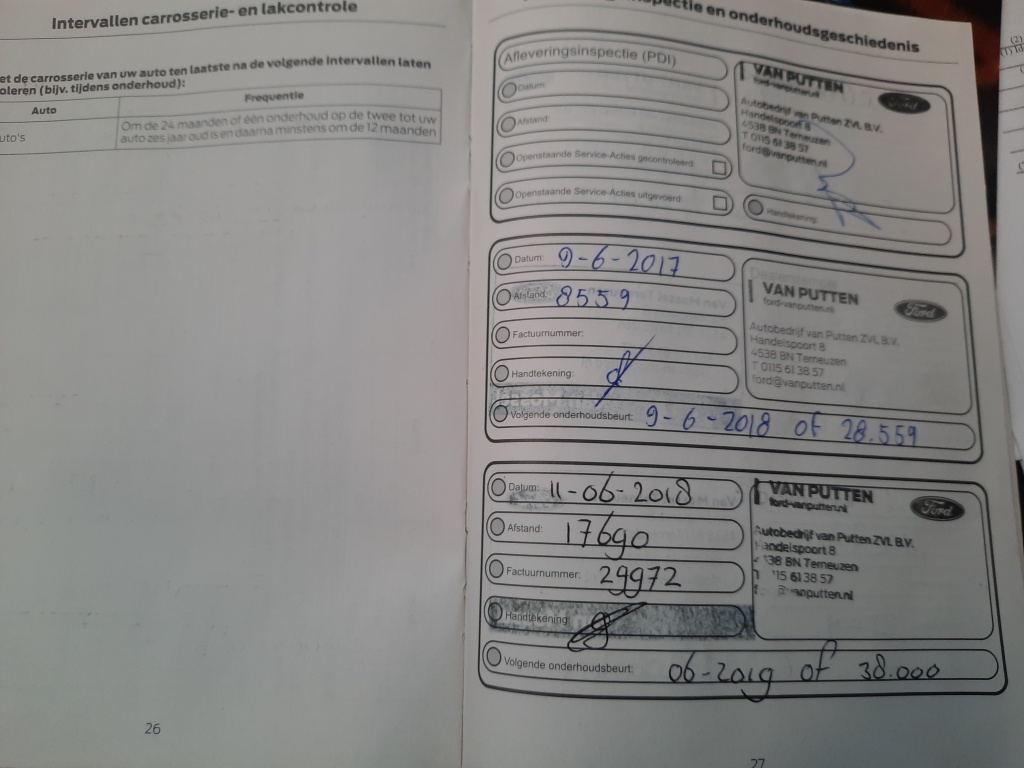 Intervallen carrosserie- en lakcontrole
et de carrosserie van uw auto ten laatste na de volgende intervallen laten
oleren (bijv. tijdens onderhoud):
Auto
Frequentie
uto's
Om de 24 maanden of één onderhoud op de twee tot uw
auto zes jaar oud is en daarna minstens om de 12 maanden
26
pectie en onderhoudsgeschiedenis
Afleveringsinspectie (PDI)
Datum:
Afstand:
Openstaande Service-Acties gecontroleerd:
Openstaande Service-Acties uitgevoerd:
VAN PUTTEN
ford-vanputten.nl
Ford
Autobedrijf van Putten ZVL B.V.
Handelspoort 8
4538 BN Terneuzen
T 0115 61 38 57
ford@vanputten.nl
Handtekening:
Datum: 9-6-2017
Afstand: 8559
Factuurnummer:
Handtekening:
Volgende onderhoudsbeurt: 9-6-2018 of 28.559
VAN PUTTEN
ford-vanputten.nl
Ford
Autobedrijf van Putten ZVL B.V.
Handelspoort 8
4538 BN Terneuzen
T 0115 61 38 57
ford@vanputten.nl
Datum: 11-06-2018
Afstand: 17690
Factuurnummer: 29972
Handtekening:
Volgende onderhoudsbeurt: 06-2019 of 38.000
VAN PUTTEN
ford-vanputten.nl
Ford
Autobedrijf van Putten ZVL B.V.
andelspoort 8
38 BN Terneuzen
15 61 38 57
@vanputten.nl
27